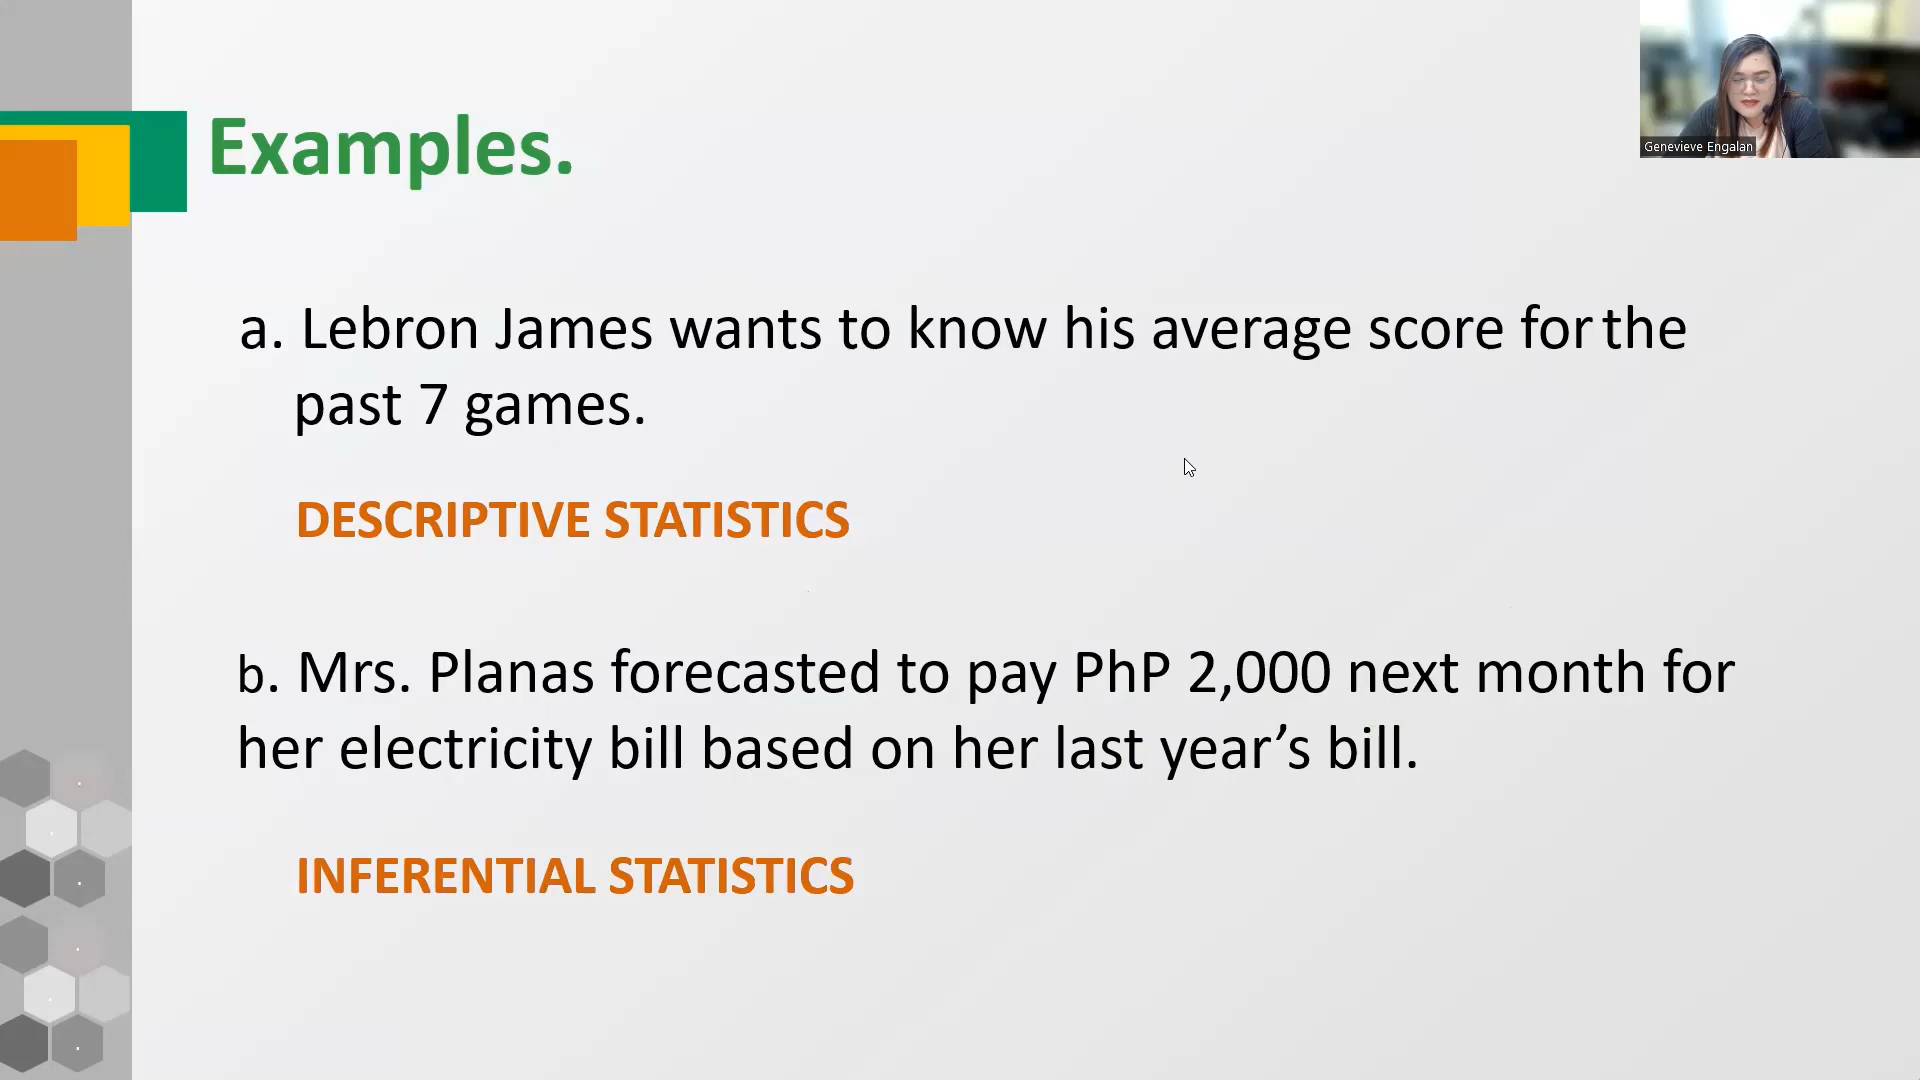 Genevieve Engalan
Examples.
a. Lebron James wants to know his average score for the
past 7 games.
DESCRIPTIVE STATISTICS
b. Mrs. Planas forecasted to pay PhP 2,000 next month for
her electricity bill based on her last year’s bill.
INFERENTIAL STATISTICS